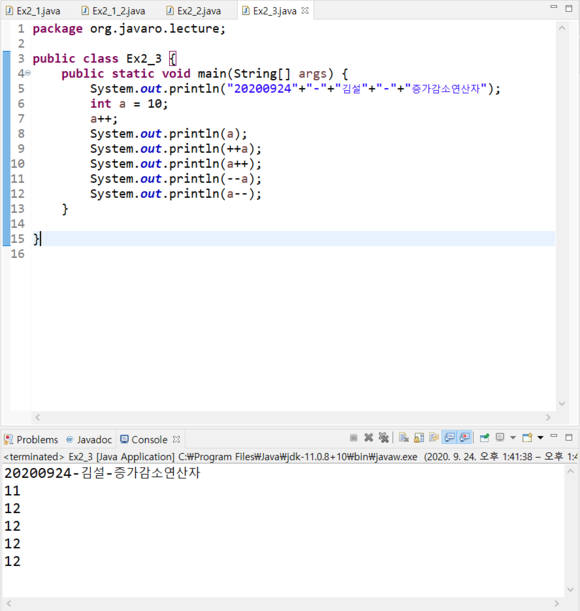 Ex2_1.java Ex2_1_2.java Ex2_2.java Ex2_3.java
1 package org.javaro.lecture;
2
3 public class Ex2_3 {
4 public static void main(String[] args) {
5 System.out.println("20200924"+"-"+"김설"+"-"+"증가감소연산자");
6 int a = 10;
7 a++;
8 System.out.println(a);
9 System.out.println(++a);
10 System.out.println(a++);
11 System.out.println(--a);
12 System.out.println(a--);
13 }
14
15 }
16
Problems Javadoc Console
<terminated> Ex2_3 [Java Application] C:₩Program Files₩Java₩jdk-11.0.8+10₩bin₩javaw.exe (2020. 9. 24. 오후 1:41:38 – 오후 1:4
20200924-김설-증가감소연산자
11
12
12
12
12